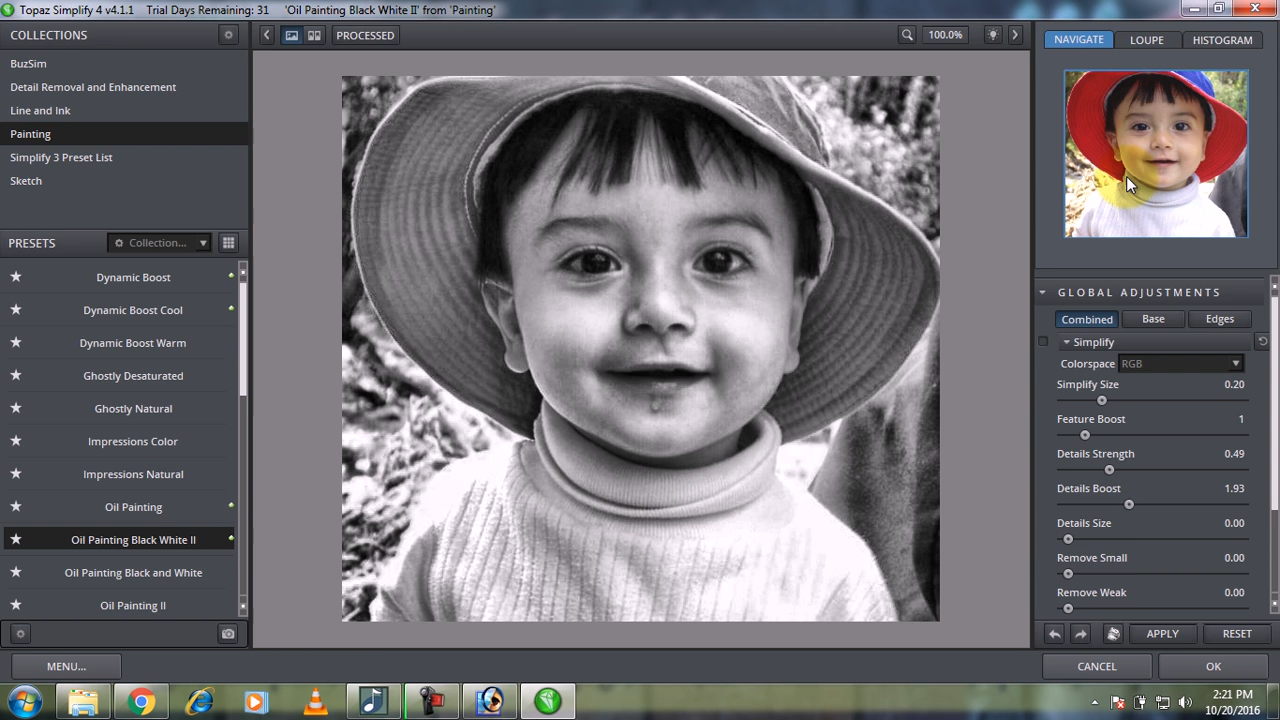 Topaz Simplify 4 v4.1.1 Trial Days Remaining: 31 'Oil Painting Black White II' from 'Painting'
COLLECTIONS
BuzSim
Detail Removal and Enhancement
Line and Ink
Painting
Simplify 3 Preset List
Sketch
PRESETS Collection...
Dynamic Boost
Dynamic Boost Cool
Dynamic Boost Warm
Ghostly Desaturated
Ghostly Natural
Impressions Color
Impressions Natural
Oil Painting
Oil Painting Black White II
Oil Painting Black and White
Oil Painting II
MENU...
PROCESSED 100.0%
NAVIGATE LOUPE HISTOGRAM
GLOBAL ADJUSTMENTS
Combined Base Edges
Simplify
Colorspace RGB
Simplify Size 0.20
Feature Boost 1
Details Strength 0.49
Details Boost 1.93
Details Size 0.00
Remove Small 0.00
Remove Weak 0.00
APPLY RESET
CANCEL OK
2:21 PM
10/20/2016